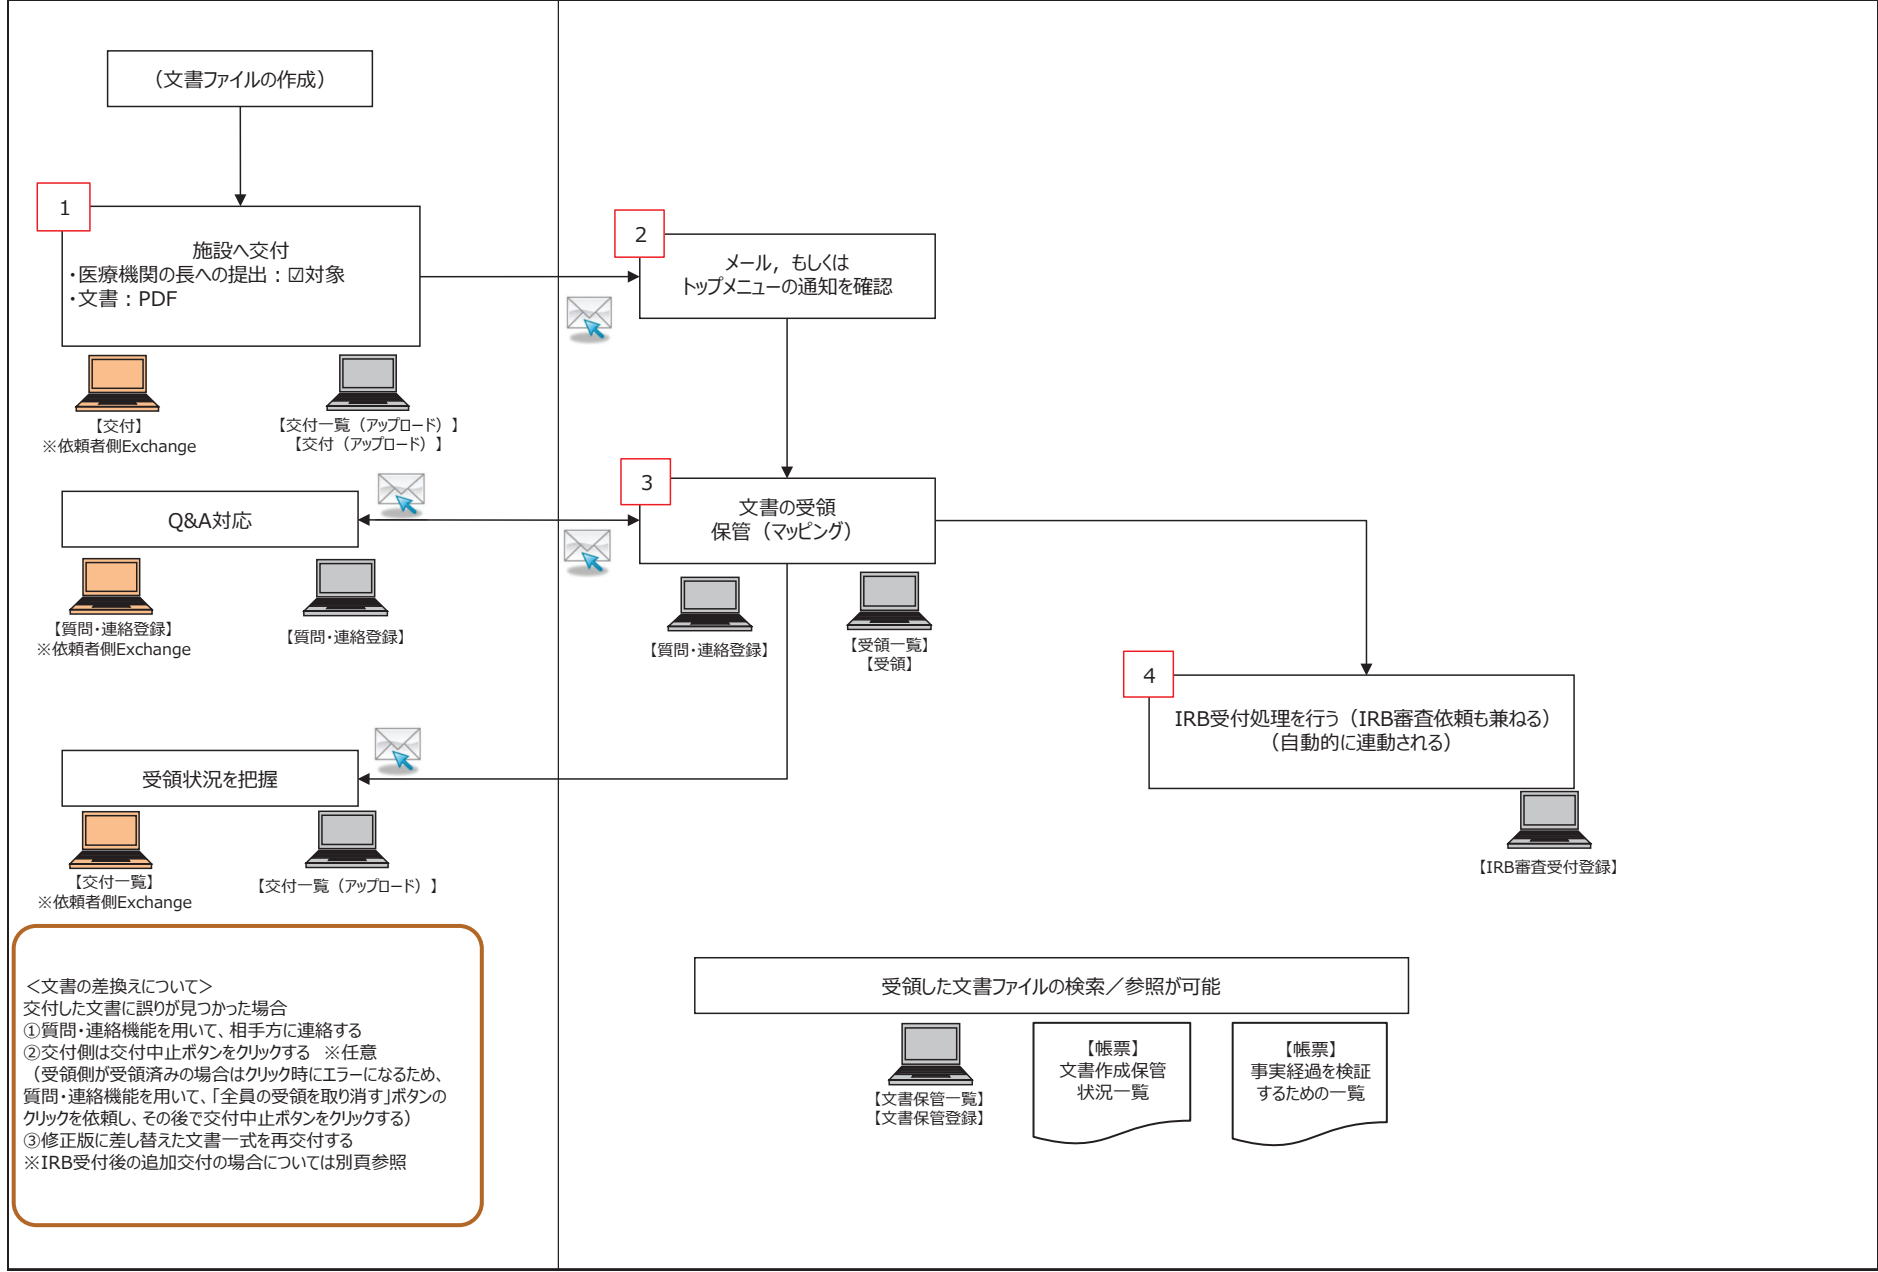 （文書ファイルの作成）
1
施設へ交付
・医療機関の長への提出：☑対象
・文書：PDF
【交付】
※依頼者側Exchange
【交付一覧（アップロード）】
【交付（アップロード）】
2
メール，もしくは
トップメニューの通知を確認
Q&A対応
【質問・連絡登録】
※依頼者側Exchange
【質問・連絡登録】
3
文書の受領
保管（マッピング）
【質問・連絡登録】
【受領一覧】
【受領】
4
IRB受付処理を行う（IRB審査依頼も兼ねる）
（自動的に連動される）
【IRB審査受付登録】
受領状況を把握
【交付一覧】
※依頼者側Exchange
【交付一覧（アップロード）】
＜文書の差換えについて＞
交付した文書に誤りが見つかった場合
①質問・連絡機能を用いて、相手方に連絡する
②交付側は交付中止ボタンをクリックする　※任意
（受領側が受領済みの場合はクリック時にエラーになるため、
質問・連絡機能を用いて、「全員の受領を取り消す」ボタンの
クリックを依頼し、その後で交付中止ボタンをクリックする）
③修正版に差し替えた文書一式を再交付する
※IRB受付後の追加交付の場合については別頁参照
受領した文書ファイルの検索／参照が可能
【文書保管一覧】
【文書保管登録】
【帳票】
文書作成保管
状況一覧
【帳票】
事実経過を検証
するための一覧